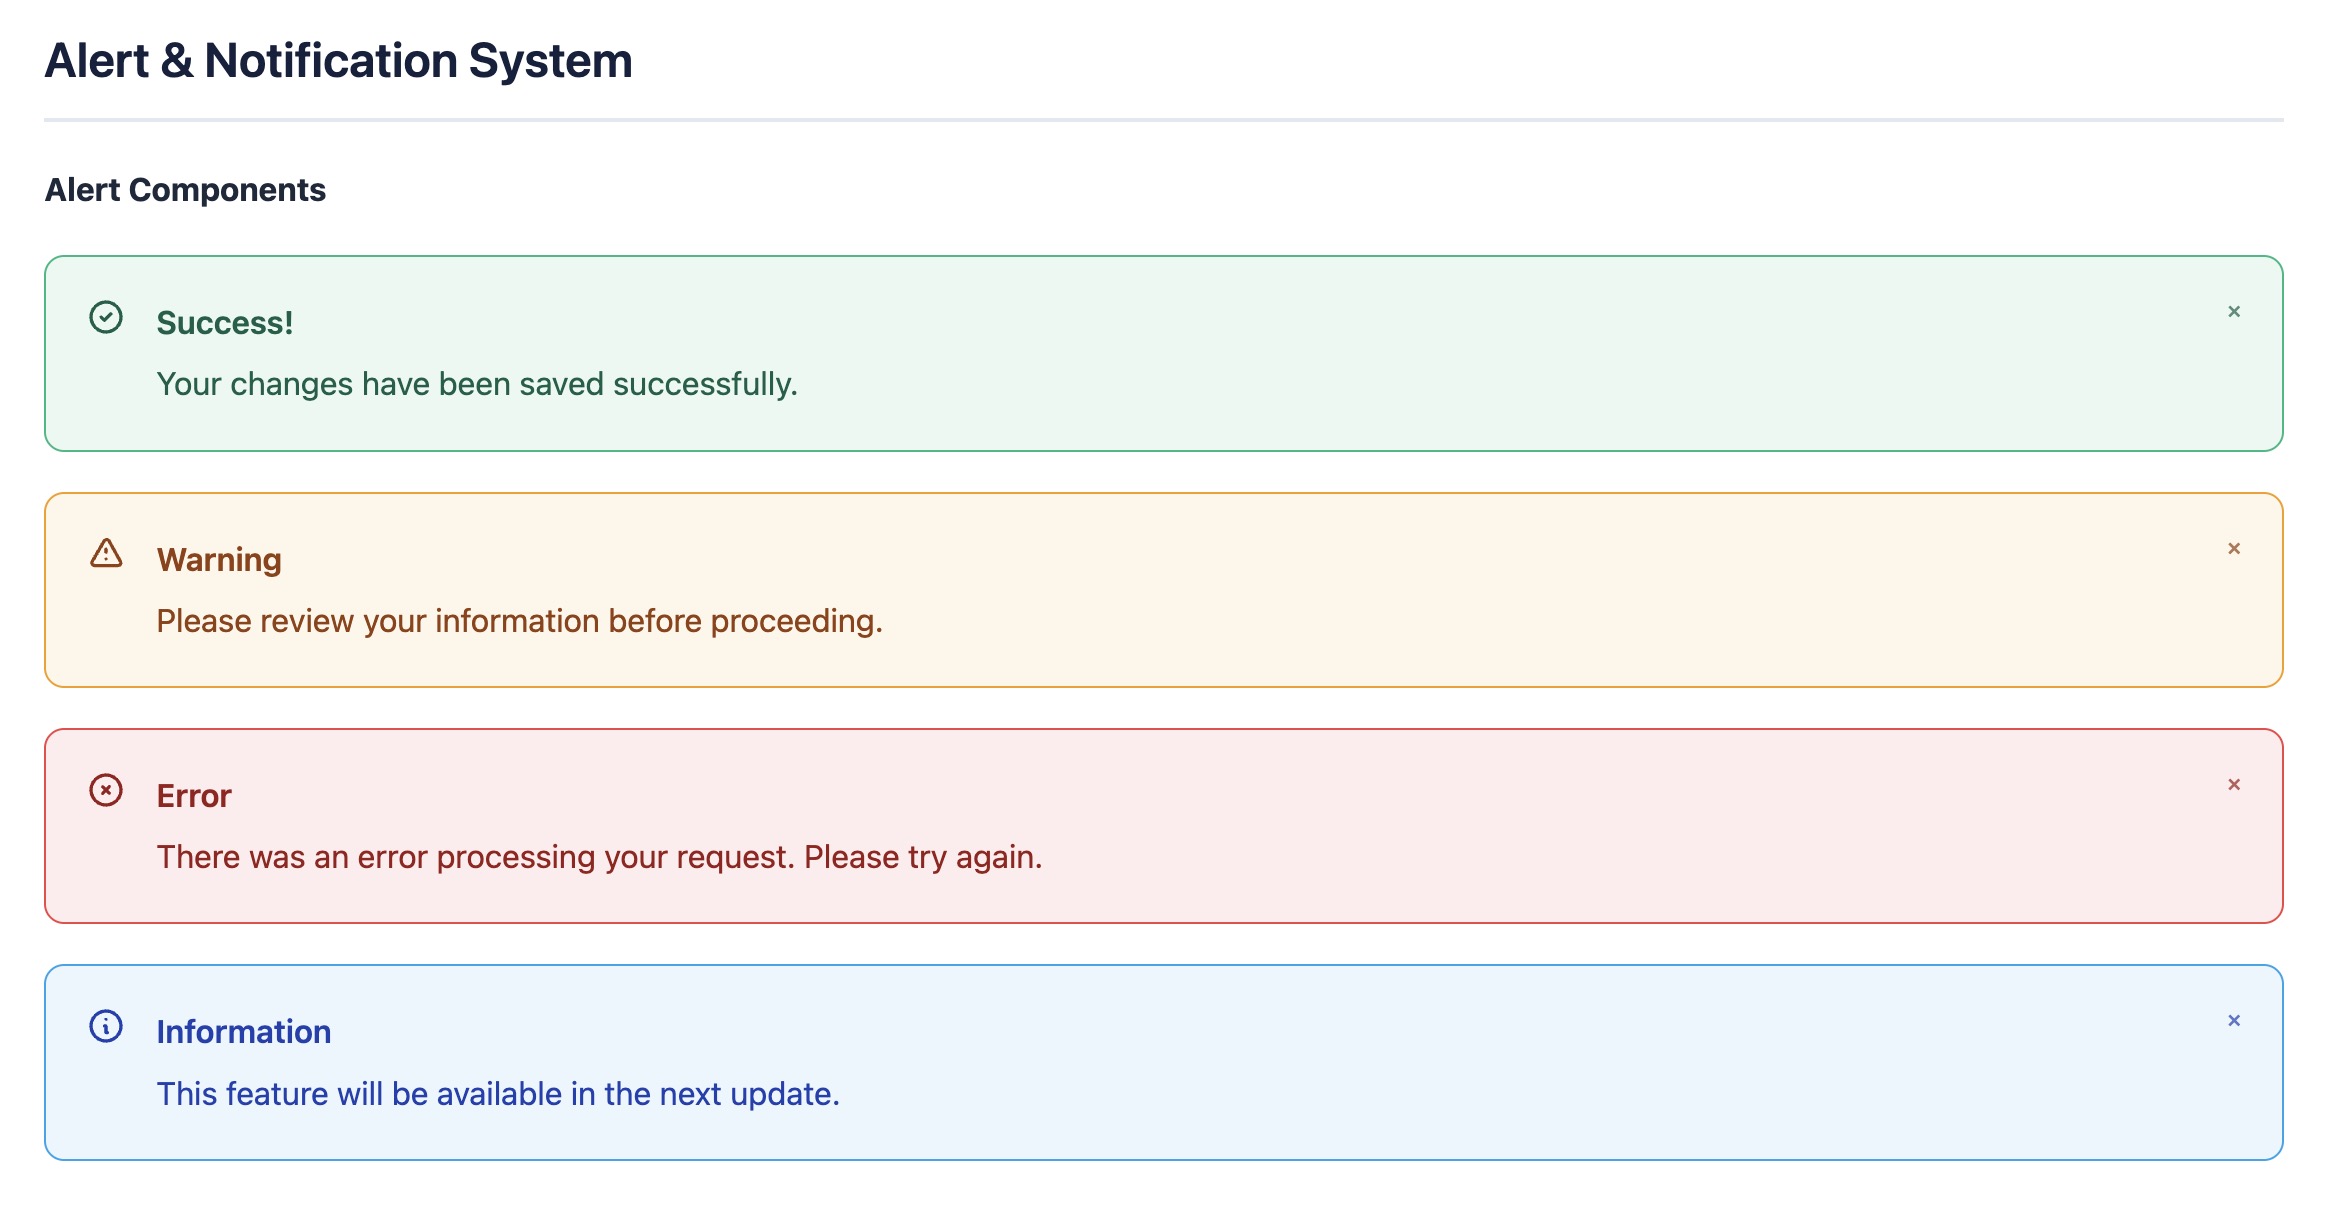 Alert & Notification System
Alert Components
Success!
×
Your changes have been saved successfully.
Warning
×
Please review your information before proceeding.
Error
×
There was an error processing your request. Please try again.
Information
×
This feature will be available in the next update.